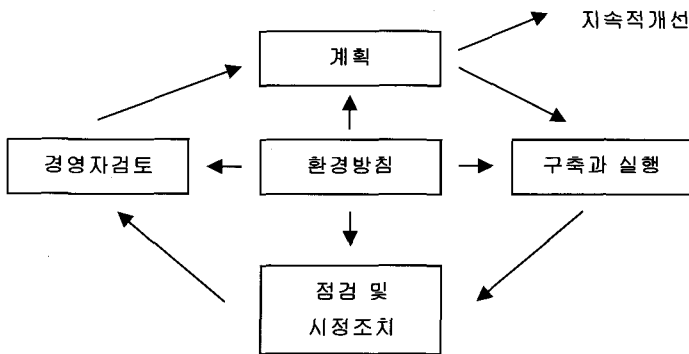 지속적개선
계획
경영자검토
환경방침
구축과 실행
점검 및
시정조치